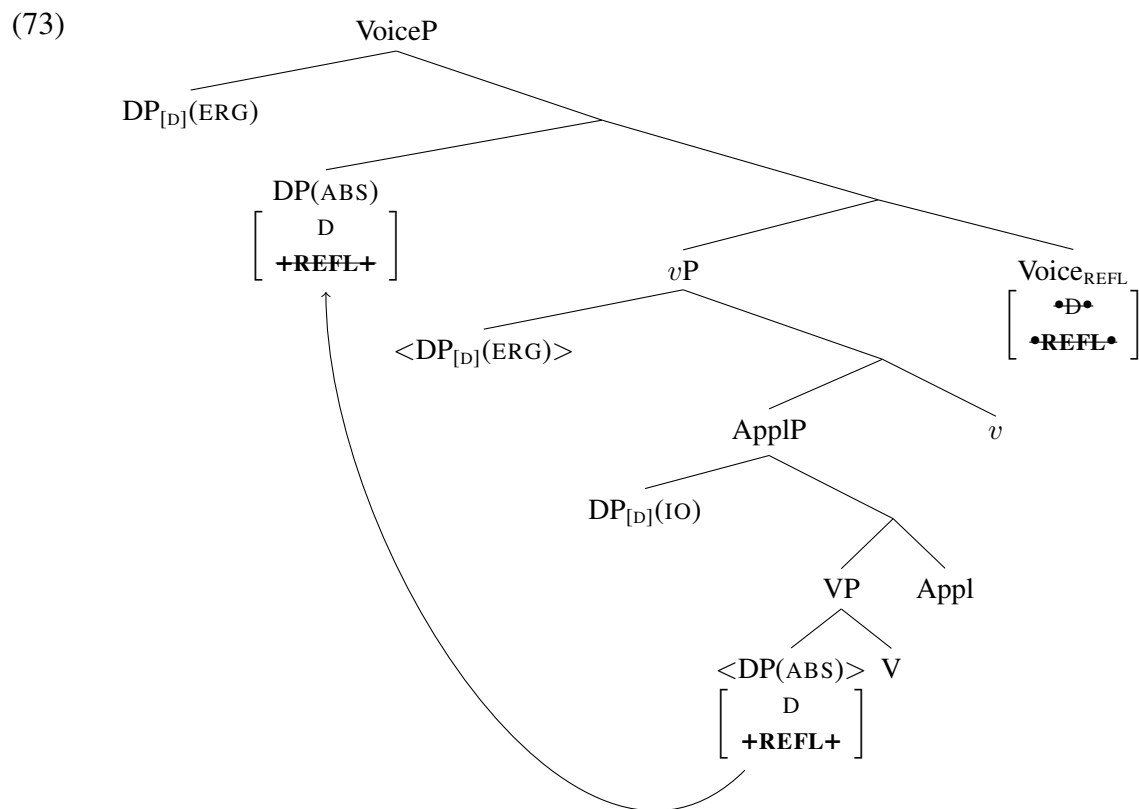 (73)
VoiceP
DP[D](ERG)
DP(ABS)
D
+REFL+
vP
VoiceREFL
•D•
•REFL•
<DP[D](ERG)>
ApplP
v
DP[D](IO)
VP
Appl
<DP(ABS)>
V
D
+REFL+